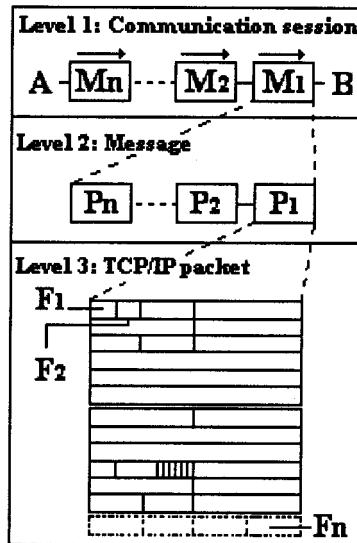 Level 1: Communication session
A Mn M2 M1 B
Level 2: Message
Pn P2 P1
Level 3: TCP/IP packet
F1
F2
Fn